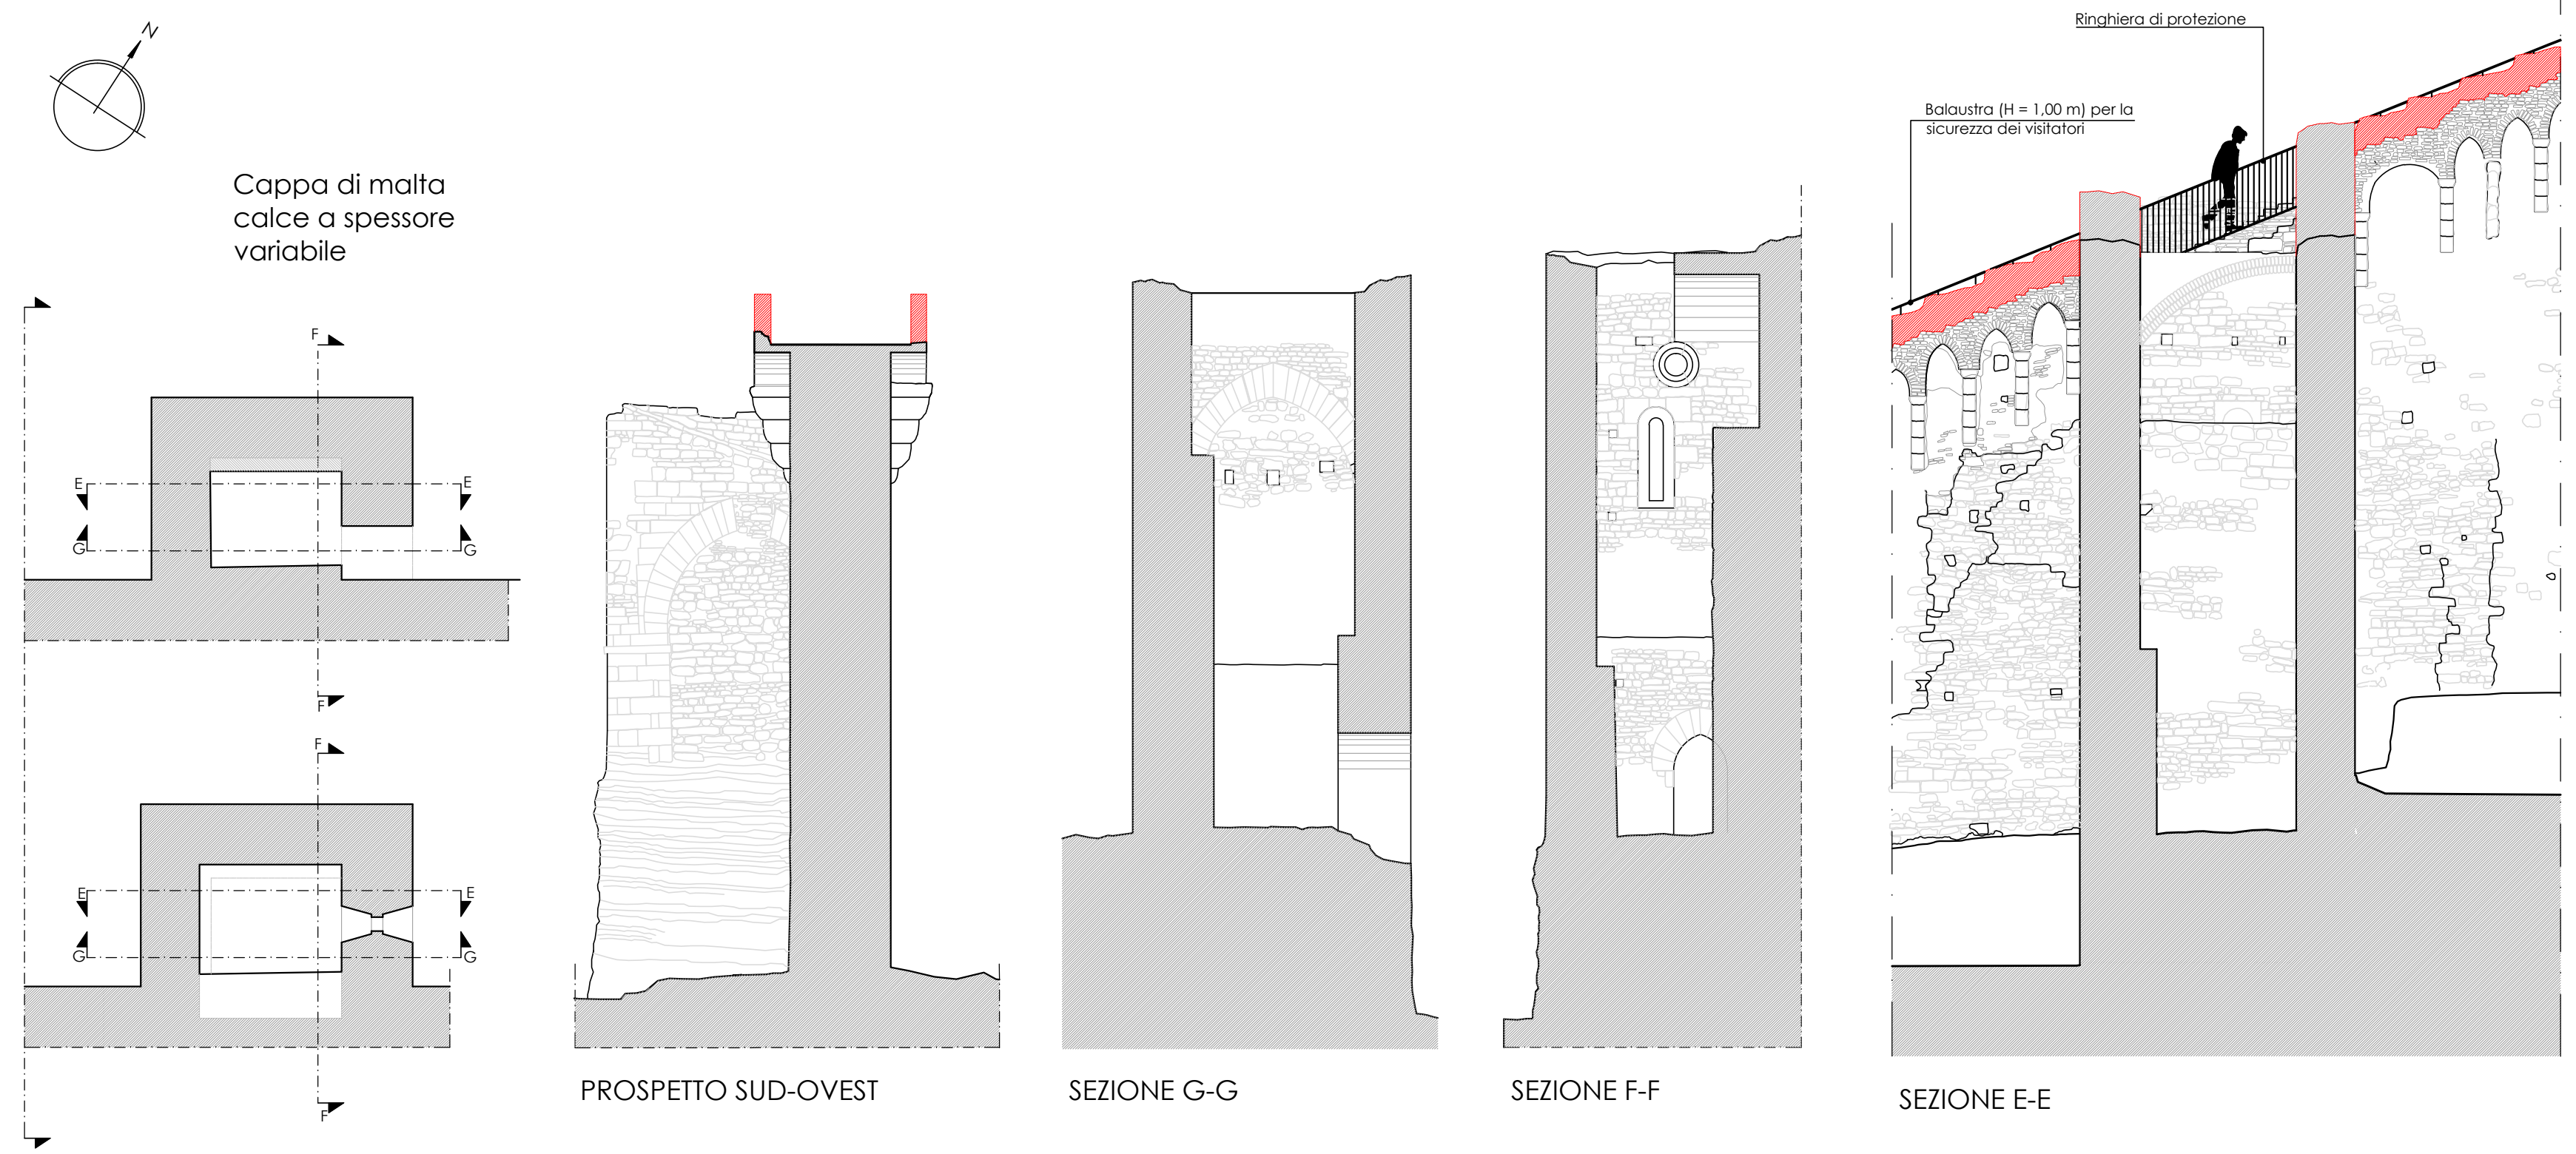 N
Cappa di malta
calce a spessore
variabile
F
E
E
G
G
F
F
E
E
G
G
F
PROSPETTO SUD-OVEST
SEZIONE G-G
SEZIONE F-F
Ringhiera di protezione
Balaustra (H = 1,00 m) per la
sicurezza dei visitatori
SEZIONE E-E